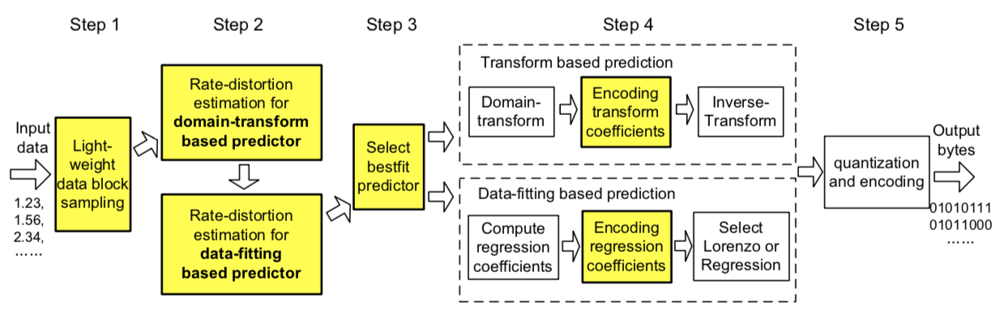 Step 1
Step 2
Step 3
Step 4
Step 5
Input
data
1.23,
1.56,
2.34,
......
Light-
weight
data block
sampling
Rate-distortion
estimation for
domain-transform
based predictor
Rate-distortion
estimation for
data-fitting
based predictor
Select
bestfit
predictor
Transform based prediction
Domain-
transform
Encoding
transform
coefficients
Inverse-
Transform
Data-fitting based prediction
Compute
regression
coefficients
Encoding
regression
coefficients
Select
Lorenzo or
Regression
quantization
and encoding
Output
bytes
01010111
01011000
......